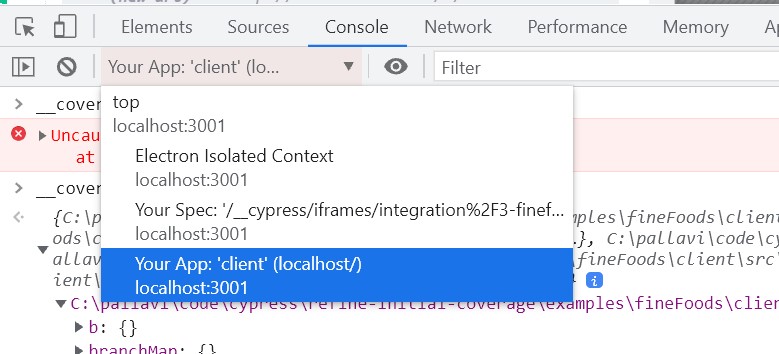 Elements Sources Console Network Performance Memory Ap
Your App: 'client' (lo... Filter
__cover
top
localhost:3001
Uncau
Electron Isolated Context
at
localhost:3001
__cover
Your Spec: '/__cypress/iframes/integration%2F3-finef...
{C:\p mples\fineFoods\client
localhost:3001
ods\c }, C:\pallavi\code\cy
Your App: 'client' (localhost/)
allav \fineFoods\client\src\
localhost:3001
ient\ i
C:\pallavi\code\cypress\refine-initial-coverage\examples\fineFoods\clien
b: {}
branchMap: {}